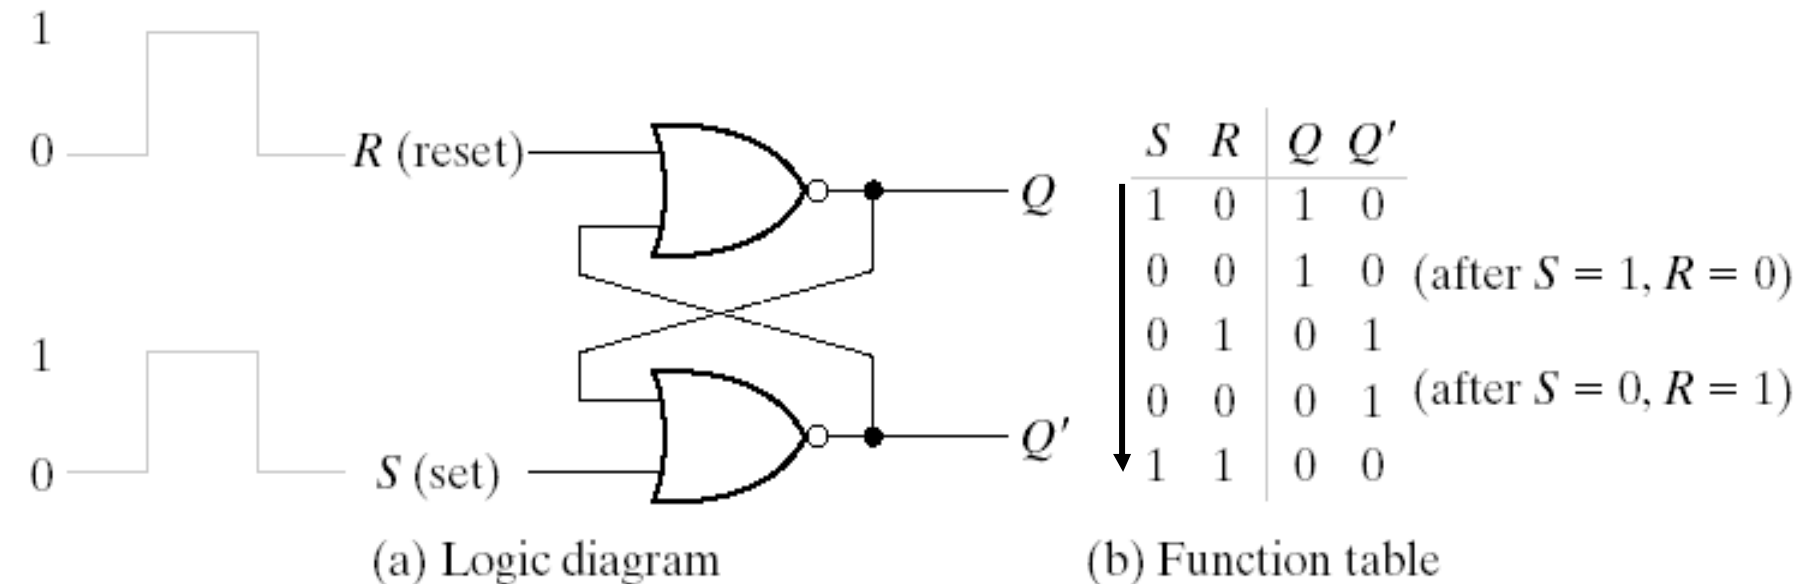 1
0
R (reset)
Q
1
0
S (set)
Q′
(a) Logic diagram
S R Q Q′
1 0 1 0
0 0 1 0 (after S = 1, R = 0)
0 1 0 1
0 0 0 1 (after S = 0, R = 1)
1 1 0 0
(b) Function table